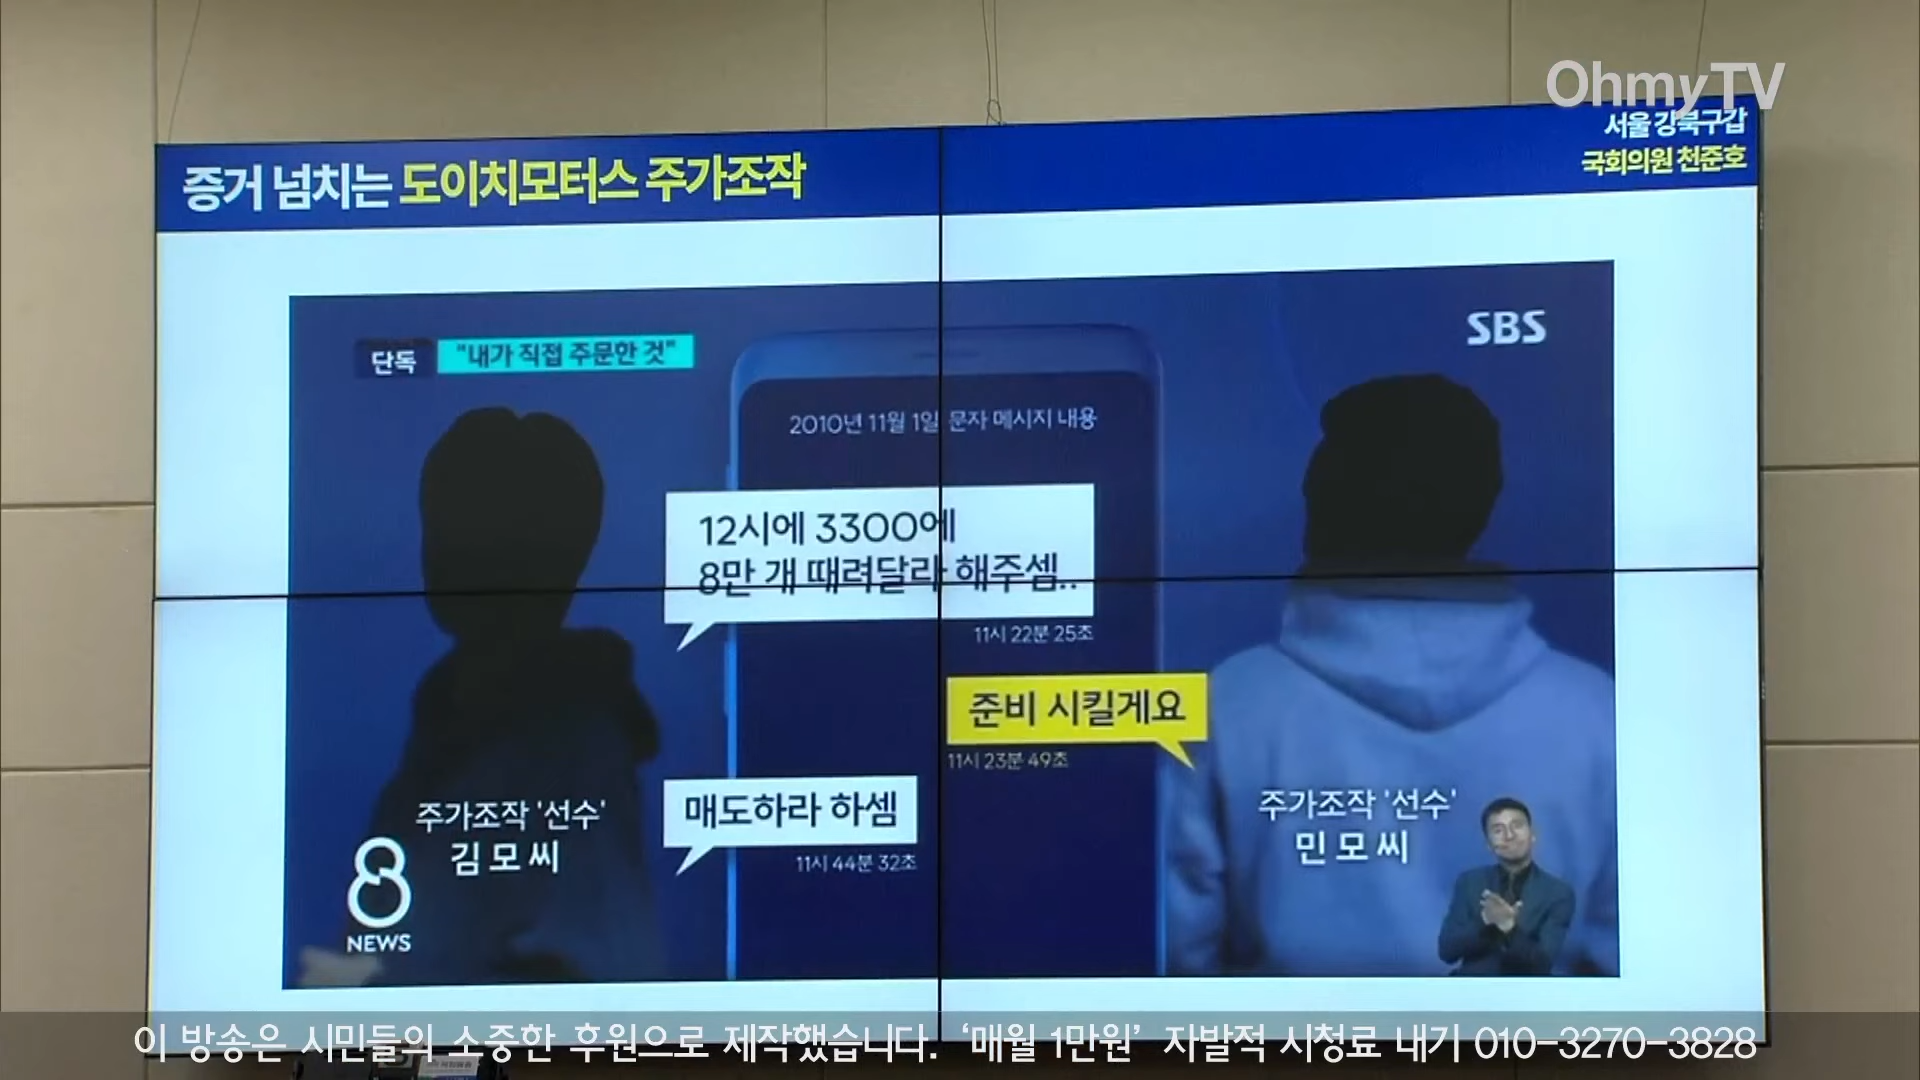 OhmyTV
서울 강북구갑
국회의원 천준호
증거 넘치는 도이치모터스 주가조작
SBS
단독 "내가 직접 주문한 것"
2010년 11월 1일 문자 메시지 내용
12시에 3300에
8만 개 때려달라 해주셈..
11시 22분 25초
준비 시킬게요
11시 23분 49초
매도하라 하셈
11시 44분 32초
주가조작 '선수'
김 모 씨
주가조작 '선수'
민 모 씨
8
NEWS
이 방송은 시민들의 소중한 후원으로 제작했습니다. ‘매월 1만원’ 자발적 시청료 내기 010-3270-3828